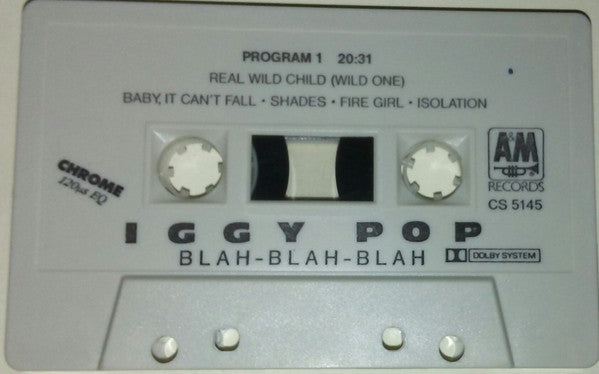 PROGRAM 1 20:31
REAL WILD CHILD (WILD ONE)
BABY, IT CAN'T FALL • SHADES • FIRE GIRL • ISOLATION
CHROME
120µs EQ
A&M
RECORDS
CS 5145
IGGY POP
BLAH-BLAH-BLAH
DOLBY SYSTEM